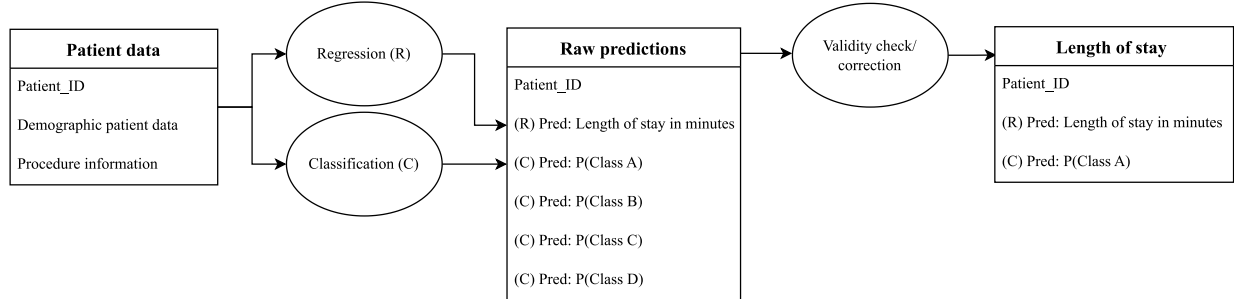 Patient data
Patient_ID
Demographic patient data
Procedure information
Regression (R)
Classification (C)
Raw predictions
Patient_ID
(R) Pred: Length of stay in minutes
(C) Pred: P(Class A)
(C) Pred: P(Class B)
(C) Pred: P(Class C)
(C) Pred: P(Class D)
Validity check/
correction
Length of stay
Patient_ID
(R) Pred: Length of stay in minutes
(C) Pred: P(Class A)